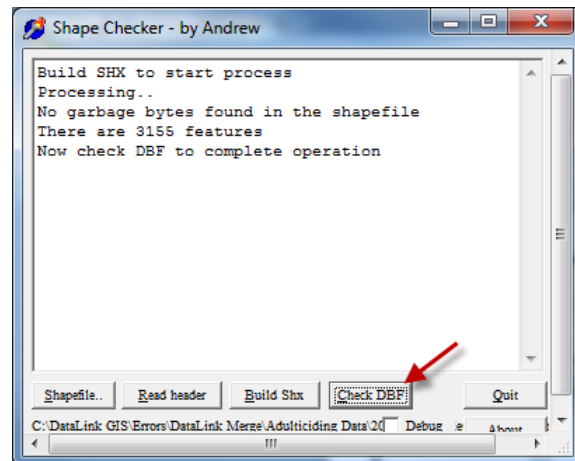 Shape Checker - by Andrew
Build SHX to start process
Processing..
No garbage bytes found in the shapefile
There are 3155 features
Now check DBF to complete operation
Shapefile.. Read header Build Shx Check DBF Quit
C:\DataLink GIS\Errors\DataLink Merge\Adulticiding Data\20 Debug About